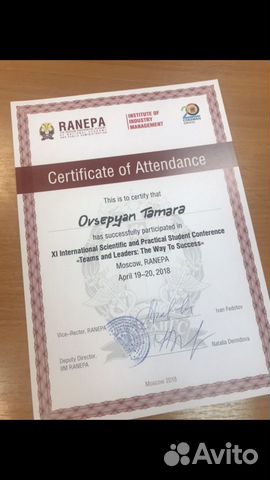 RANEPA
INSTITUTE OF
INDUSTRY
MANAGEMENT
Certificate of Attendance
This is to certify that
Ovsepyan Tamara
has successfully participated in
XI International Scientific and Practical Student Conference
«Teams and Leaders: The Way To Success»
Moscow, RANEPA
April 19–20, 2018
Vice-Rector, RANEPA
Ivan Fedotov
Deputy Director,
IIM RANEPA
Natalia Demidova
Moscow 2018
Avito